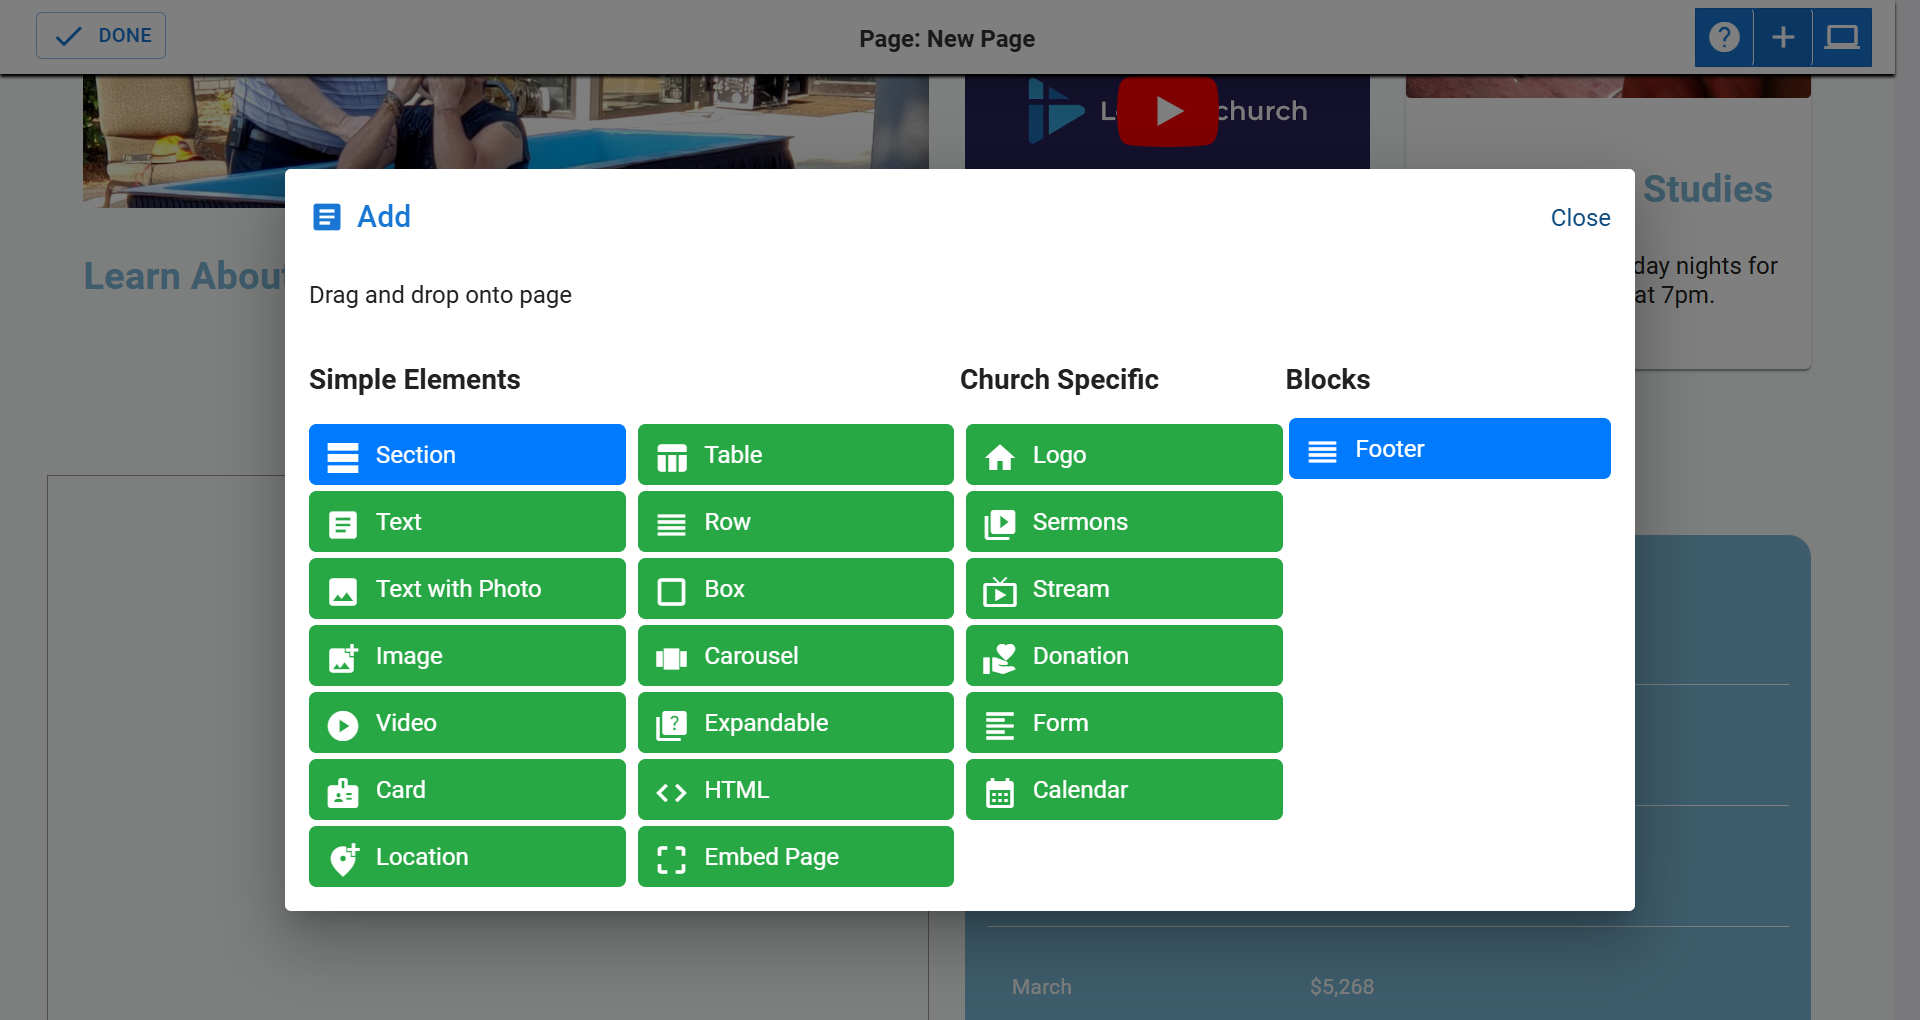 DONE
Page: New Page
church
Studies
Learn About
day nights for
at 7pm.
Add
Close
Drag and drop onto page
Simple Elements
Church Specific
Blocks
Section
Table
Logo
Footer
Text
Row
Sermons
Text with Photo
Box
Stream
Image
Carousel
Donation
Video
Expandable
Form
Card
HTML
Calendar
Location
Embed Page
March
$5,268